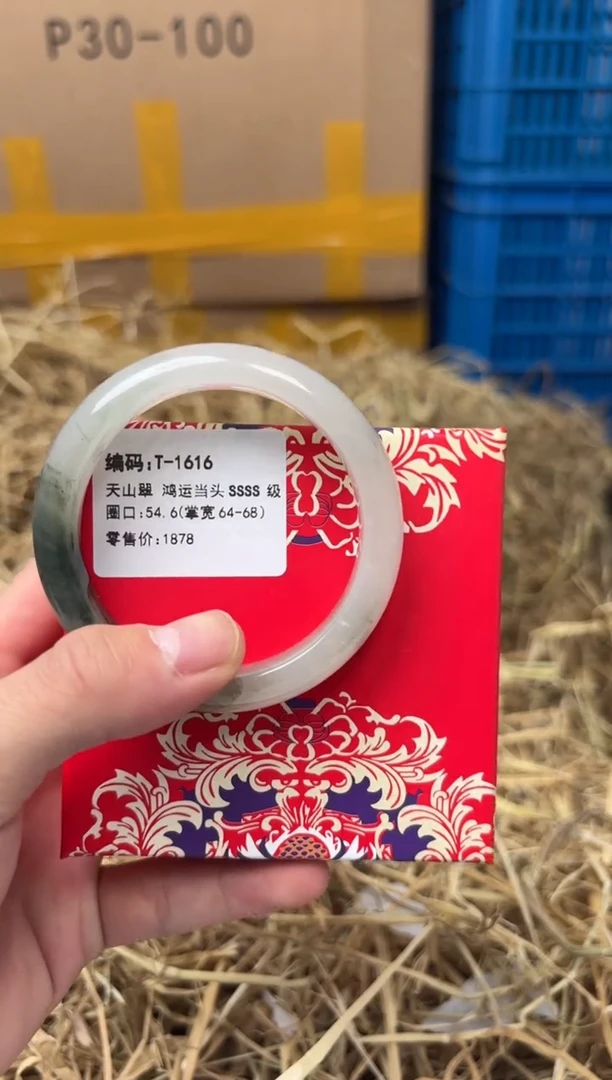 P30-100
编码:T-1616
天山翠 鸿运当头 SSSS 级
圈口:54.6(掌宽 64-68)
零售价:1878